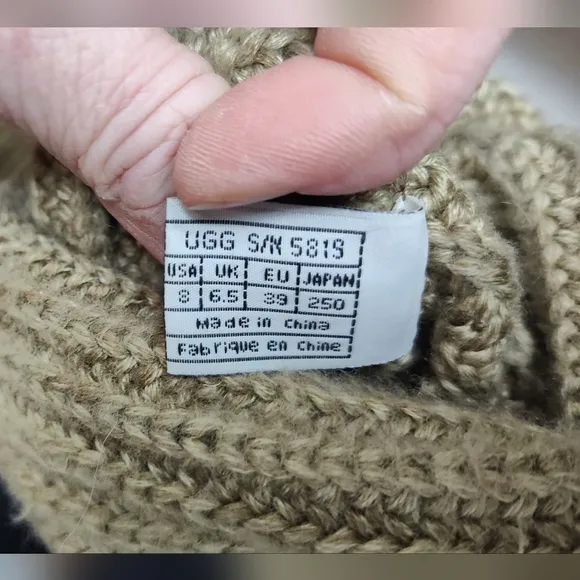 UGG S/N 5819
USA UK EU JAPAN
8 6.5 39 250
Made in China
Fabrique en Chine